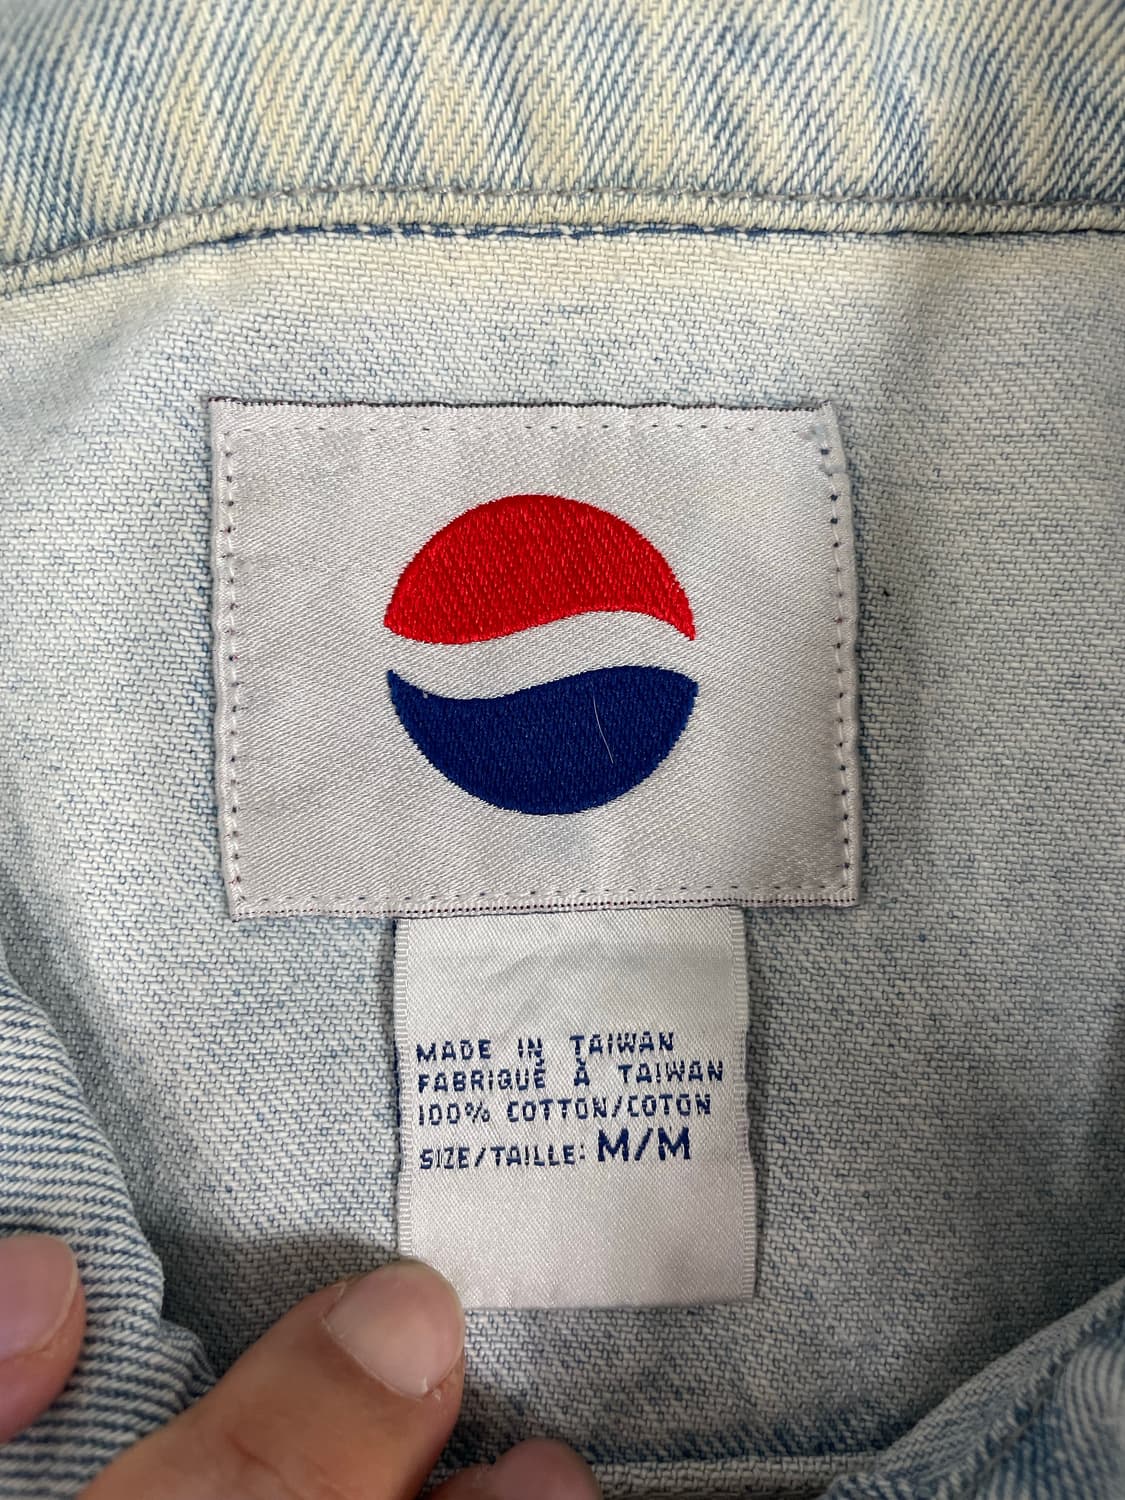 MADE IN TAIWAN
FABRIQUÉ À TAIWAN
100% COTTON/COTON
SIZE/TAILLE: M/M